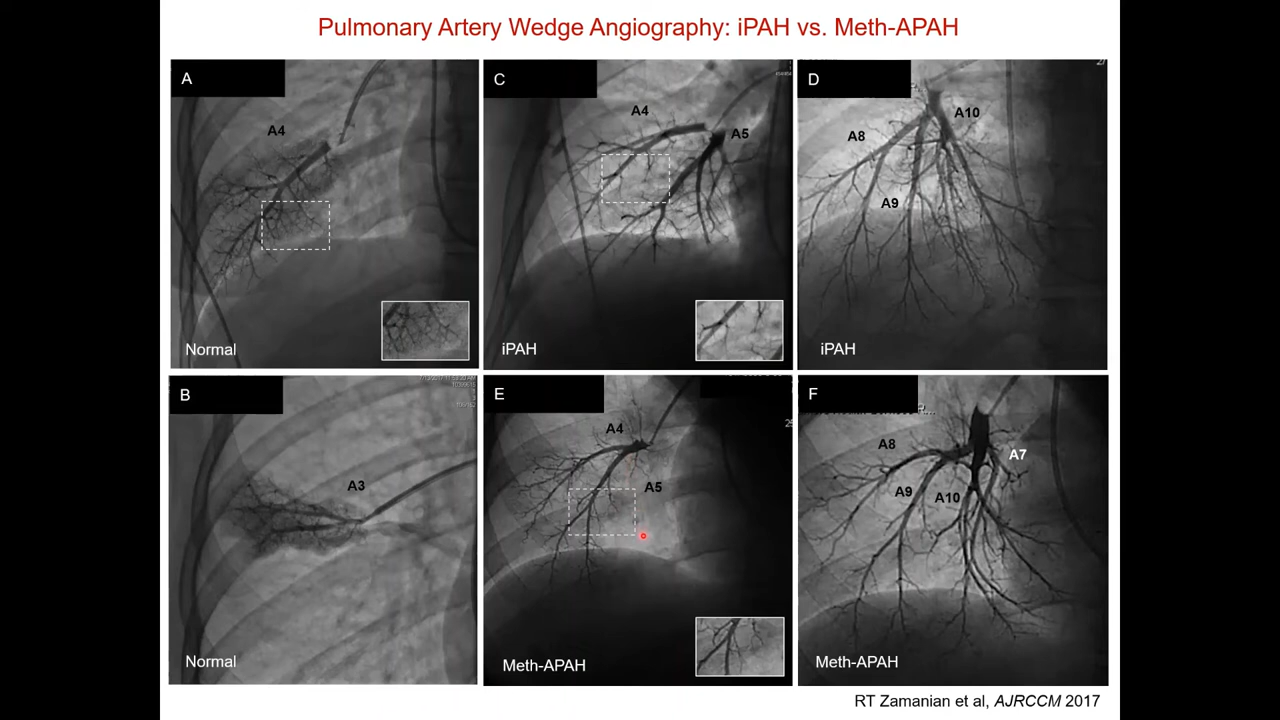 Pulmonary Artery Wedge Angiography: iPAH vs. Meth-APAH
A
A4
Normal
C
A4
A5
iPAH
D
A10
A8
A9
iPAH
B
A3
Normal
E
A4
A5
Meth-APAH
F
A8
A7
A9
A10
Meth-APAH
RT Zamanian et al, AJRCCM 2017